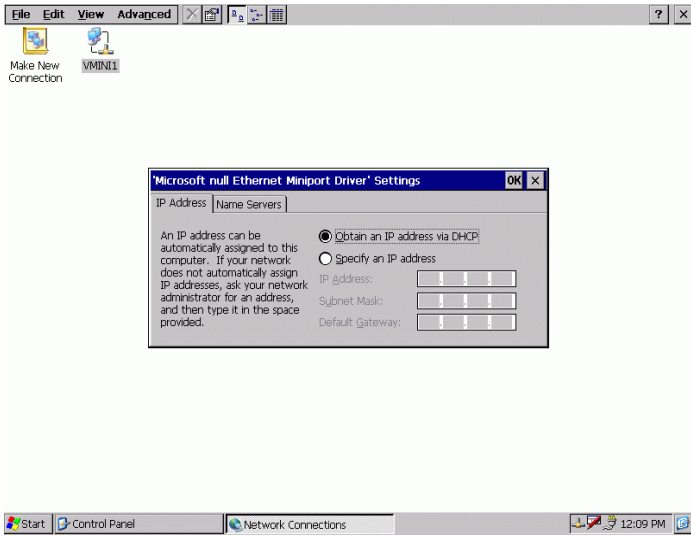 File Edit View Advanced ? ×
Make New
Connection
VMINI1
'Microsoft null Ethernet Miniport Driver' Settings OK ×
IP Address Name Servers
An IP address can be
automatically assigned to this
computer. If your network
does not automatically assign
IP addresses, ask your network
administrator for an address,
and then type it in the space
provided.
Obtain an IP address via DHCP
Specify an IP address
IP Address:
Subnet Mask:
Default Gateway:
Start Control Panel Network Connections 12:09 PM